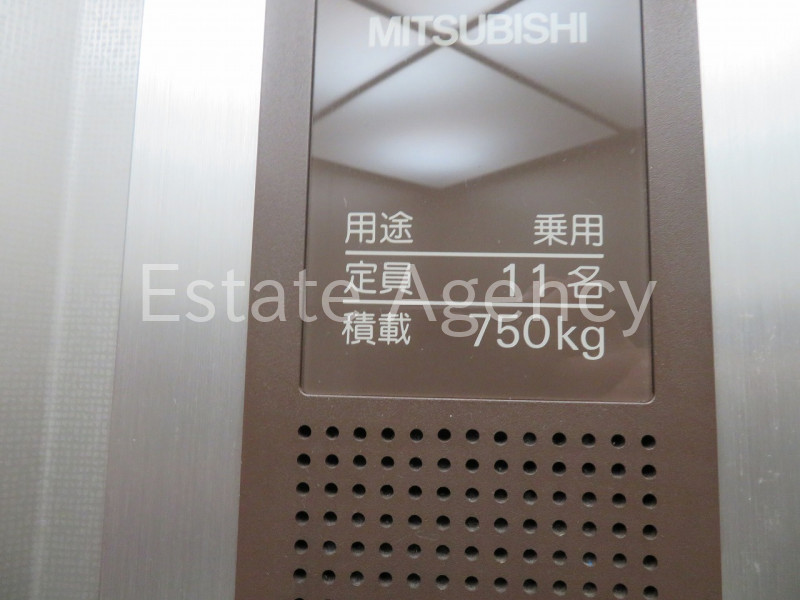 MITSUBISHI
用途 乗用
定員 11名
積載 750kg
Estate Agency